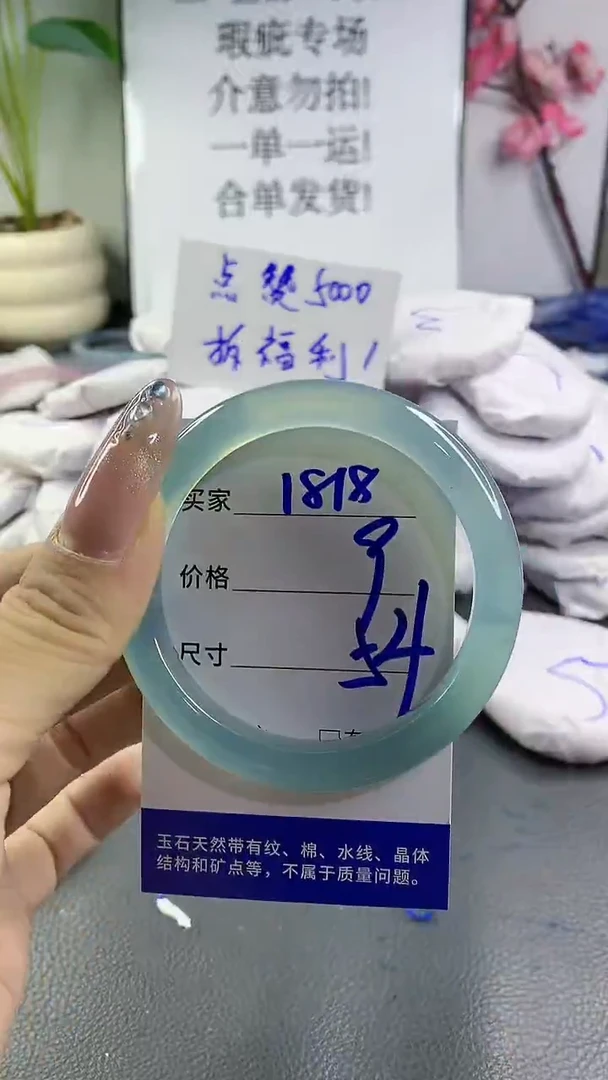 瑕疵专场
介意勿拍!
一单一运!
合单发货!
点赞5000
拆福利!
买家 1818
价格 9
尺寸 54
玉石天然带有纹、棉、水线、晶体
结构和矿点等，不属于质量问题。